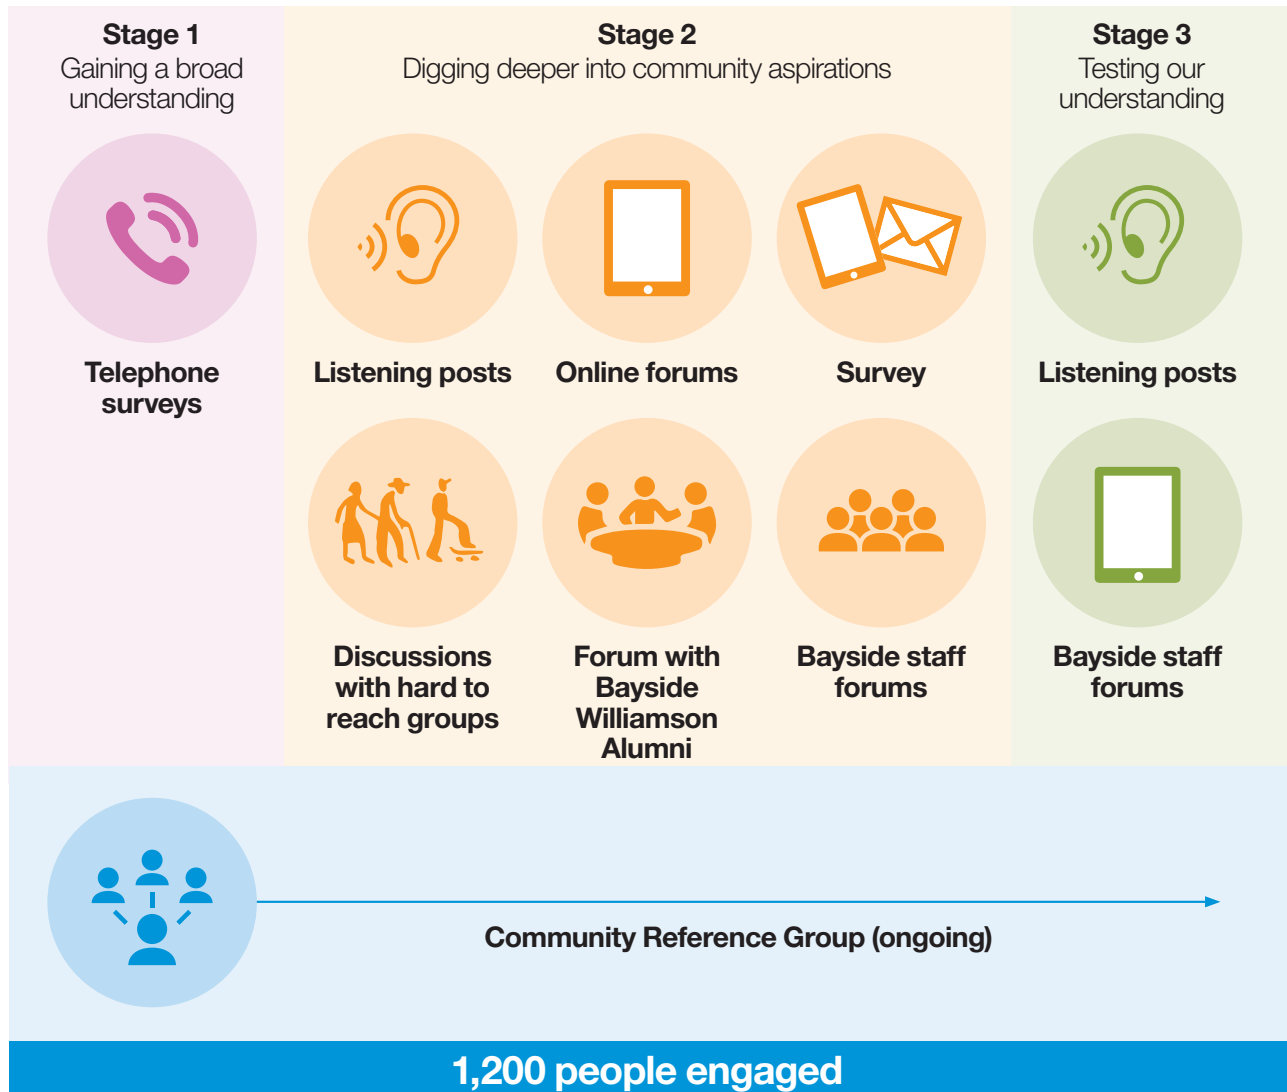 Stage 1
Gaining a broad
understanding
Telephone
surveys
Stage 2
Digging deeper into community aspirations
Listening posts
Online forums
Survey
Discussions
with hard to
reach groups
Forum with
Bayside
Williamson
Alumni
Bayside staff
forums
Stage 3
Testing our
understanding
Listening posts
Bayside staff
forums
Community Reference Group (ongoing)
1,200 people engaged